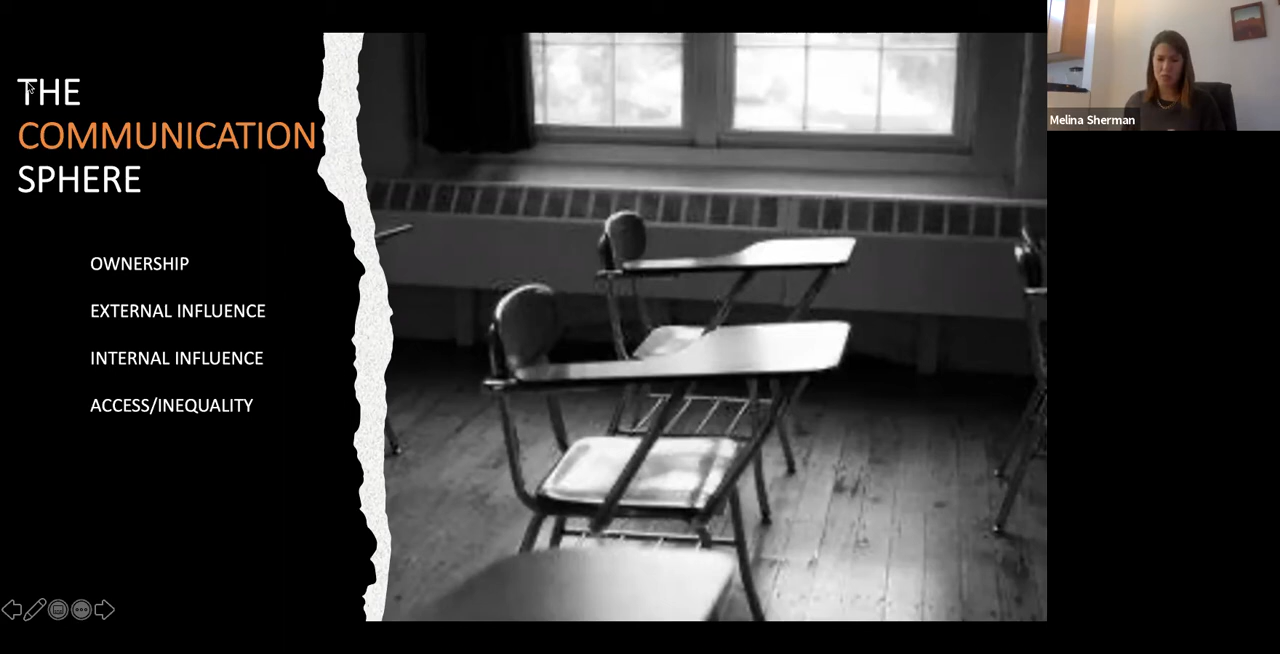 THE
COMMUNICATION
SPHERE
OWNERSHIP
EXTERNAL INFLUENCE
INTERNAL INFLUENCE
ACCESS/INEQUALITY
Melina Sherman